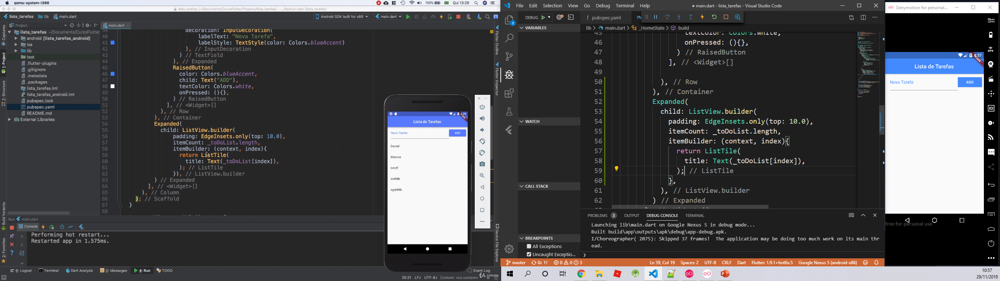 qemu-system-i386
100%
Qui 13:29
lista_tarefas [~/Documents/CursoFlutter/Projetos/lista_tarefas] - .../lib/main.dart [lista_tarefas]
lista_tarefas
lib
main.dart
Android SDK built for x86
main.dart
Project
main.dart
Captures
1: Project
Z: Structure
Build Variants
2: Favorites
lista_tarefas ~/Documents/CursoFlutter
android [lista_tarefas_android]
ios
lib
test
.flutter-plugins
.gitignore
.metadata
.packages
lista_tarefas.iml
lista_tarefas_android.iml
pubspec.lock
pubspec.yaml
README.md
External Libraries
39 decoration: InputDecoration(
40 labelText: "Nova Tarefa",
41 labelStyle: TextStyle(color: Colors.blueAccent)
42 ), // InputDecoration
43 ) // TextField
44 ), // Expanded
45 RaisedButton(
46 color: Colors.blueAccent,
47 child: Text("ADD"),
48 textColor: Colors.white,
49 onPressed: (){},
50 ) // RaisedButton
51 ], // <Widget>[]
52 ), // Row
53 ), // Container
54 Expanded(
55 child: ListView.builder(
56 padding: EdgeInsets.only(top: 10.0),
57 itemCount: _toDoList.length,
58 itemBuilder: (context, index){
59 return ListTile(
60 title: Text(_toDoList[index]),
61 ); // ListTile
62 }), // ListView.builder
63 ) // Expanded
64 ], // <Widget>[]
65 ), // Column
66 ); // Scaffold
67 }
68
Flutter Outline
Flutter Inspector
Device File Explorer
Lista de Tarefas
Nova Tarefa
ADD
Daniel
Marcos
svcdf
svdfdb
sgsbfdb
Run main.dart
Console
Performing hot restart...
Restarted app in 1.575ms.
6: Logcat
Terminal
Dart Analysis
0: Messages
4: Run
TODO
Event Log
25:21 LF÷ UTF-8÷ Context: <no context>
Udemy
File Edit Selection View Go Debug Terminal Help
● main.dart - lista_tarefas - Visual Studio Code
DEBUG
pubspec.yaml
lib > main.dart > _HomeState > build
1
VARIABLES
WATCH
CALL STACK
BREAKPOINTS
All Exceptions
Uncaught Exceptio...
45 textColor: Colors.white,
46 onPressed: (){},
47 ) // RaisedButton
48 ], // <Widget>[]
49
50 ), // Row
51 ), // Container
52 Expanded(
53 child: ListView.builder(
54 padding: EdgeInsets.only(top: 10.0),
55 itemCount: _toDoList.length,
56 itemBuilder: (context, index){
57 return ListTile(
58 title: Text(_toDoList[index]),
59 ); // ListTile
60 },
61 ), // ListView.builder
62 ) // Expanded
PROBLEMS 3 OUTPUT DEBUG CONSOLE TERMINAL
Launching lib\main.dart on Google Nexus 5 in debug mode...
Built build\app\outputs\apk\debug\app-debug.apk.
I/Choreographer( 2075): Skipped 37 frames! The application may be doing too much work on its main thr
ead.
master 0↓ 1↑ 0 0 3
Ln 59, Col 19 Spaces: 2 UTF-8 CRLF Dart Flutter: 1.9.1+hotfix.5 Google Nexus 5 (android-x86)
Genymotion for personal...
8:57
DEBUG
Lista de Tarefas
Nova Tarefa
ADD
free for personal use
Open
GAPPS
GPS
ID
10:57
29/11/2019